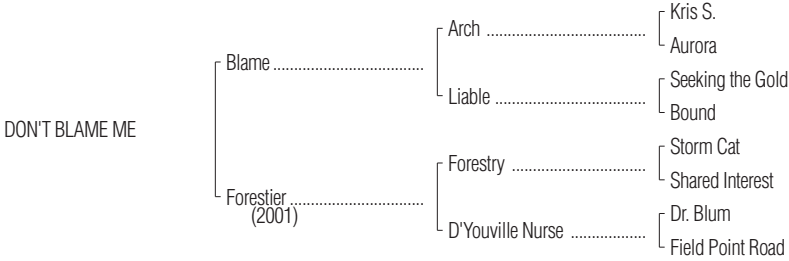 DON'T BLAME ME
Blame ....................................
Forestier ................................
(2001)
Arch ......................................
Liable ....................................
Forestry .................................
D'Youville Nurse ..................
Kris S.
Aurora
Seeking the Gold
Bound
Storm Cat
Shared Interest
Dr. Blum
Field Point Road